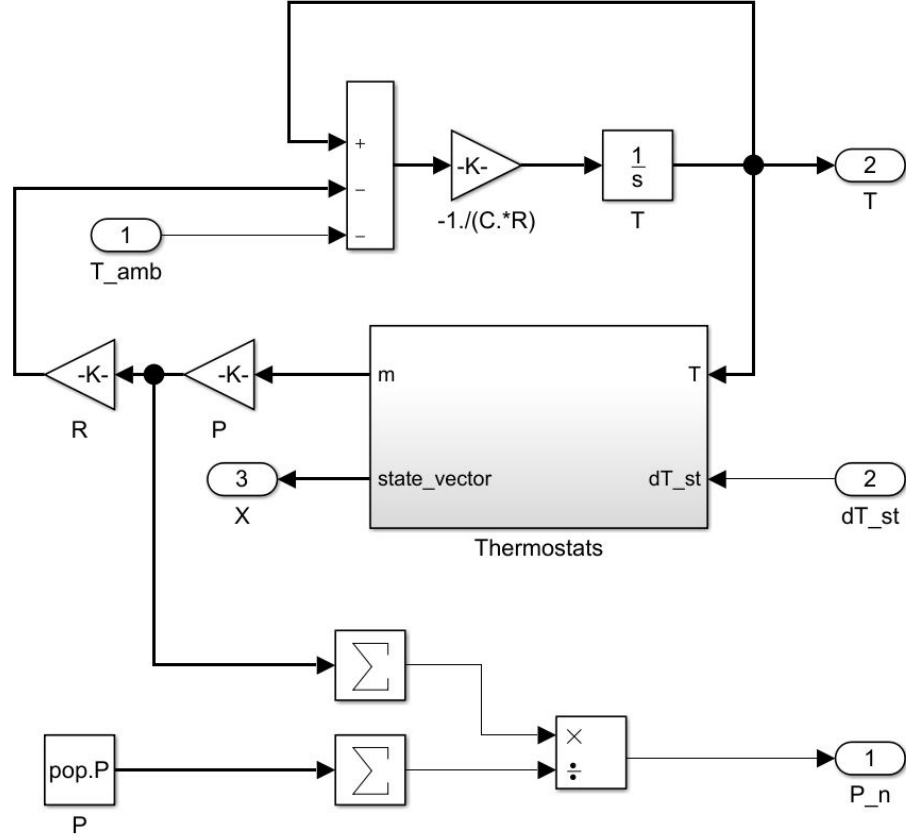 +
−
−
-K-
-1./(C.*R)
1
s
T
2
T
1
T_amb
-K-
R
-K-
P
m
T
state_vector
dT_st
Thermostats
3
X
2
dT_st
∑
pop.P
P
∑
×
÷
1
P_n